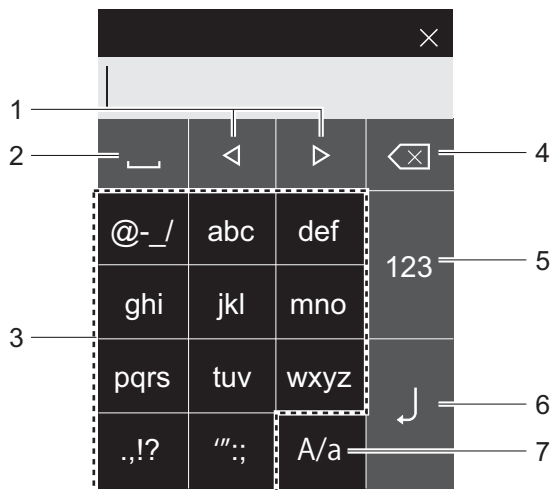 1
2
4
@-_/ abc def
123 5
ghi jkl mno
3
pqrs tuv wxyz
6
.,!? ‘”:; A/a
7